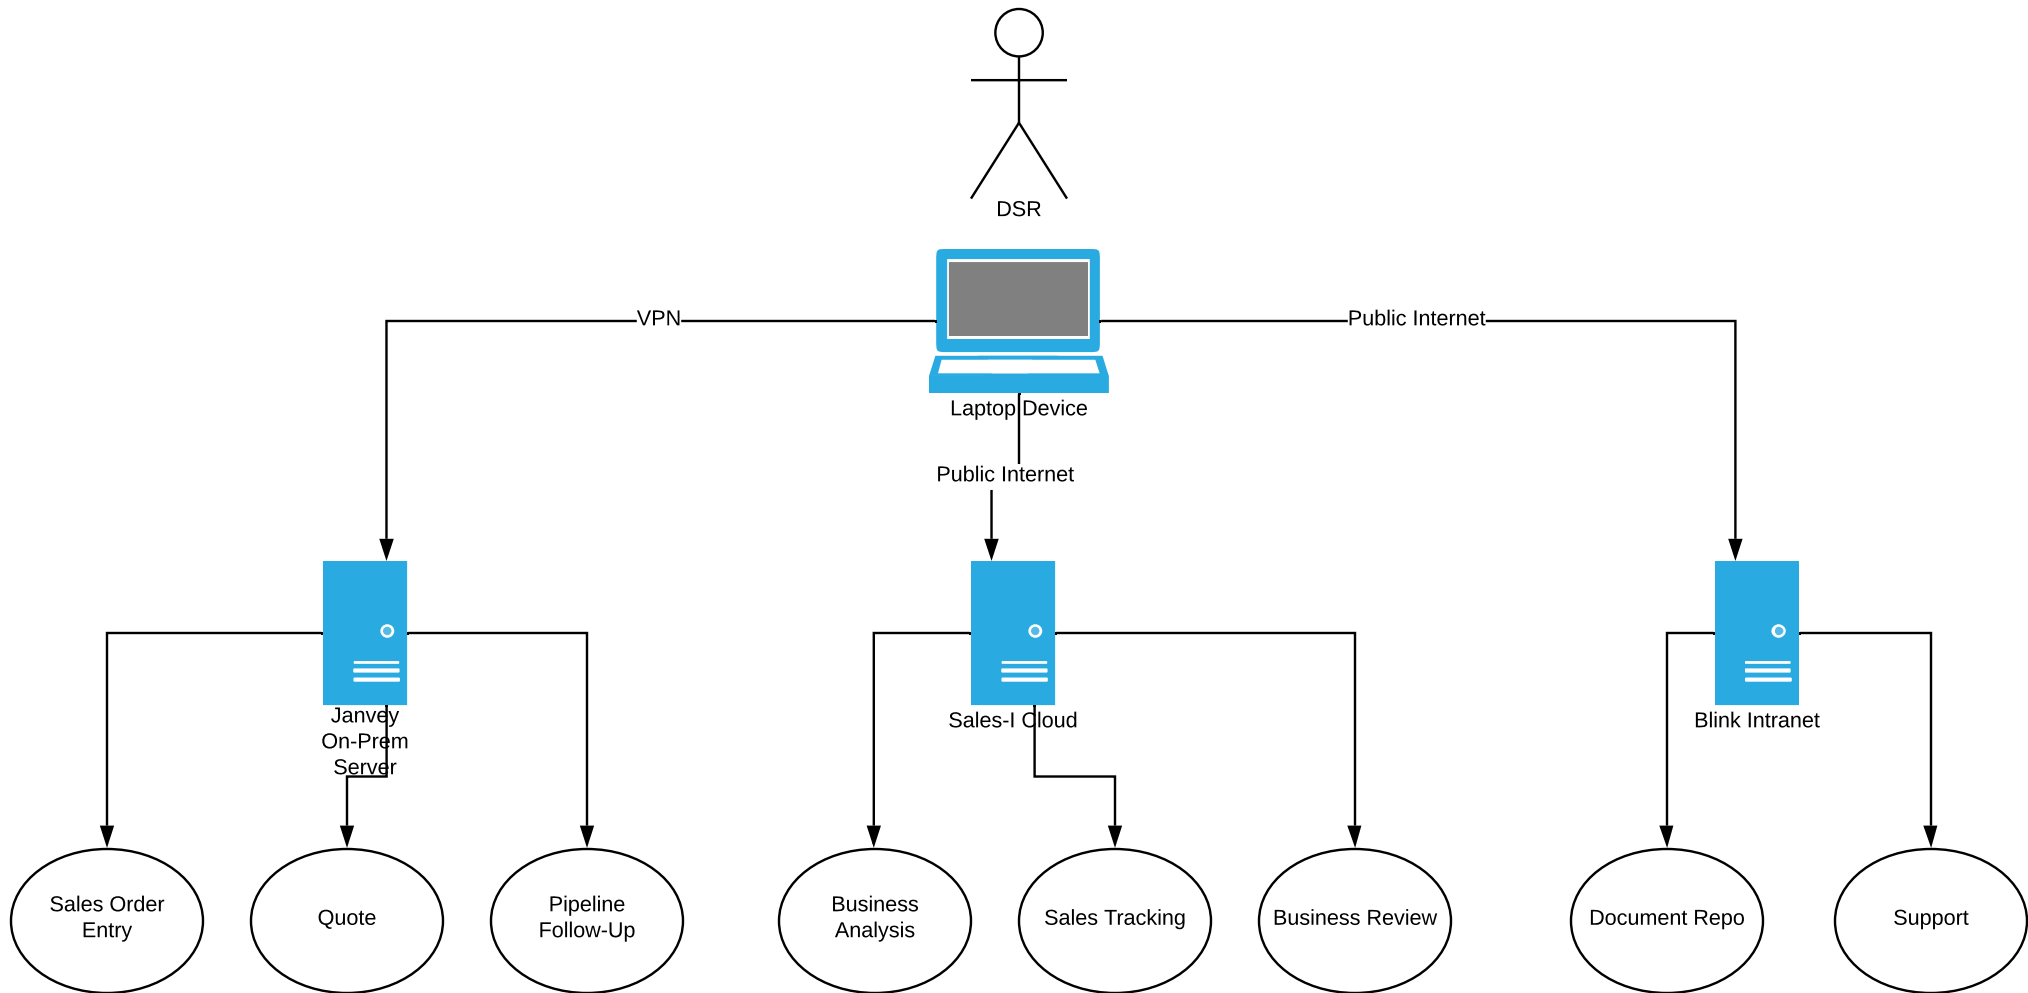 DSR
VPN
Public Internet
Laptop Device
Public Internet
Janvey
On-Prem
Server
Sales-I Cloud
Blink Intranet
Sales Order
Entry
Quote
Pipeline
Follow-Up
Business
Analysis
Sales Tracking
Business Review
Document Repo
Support